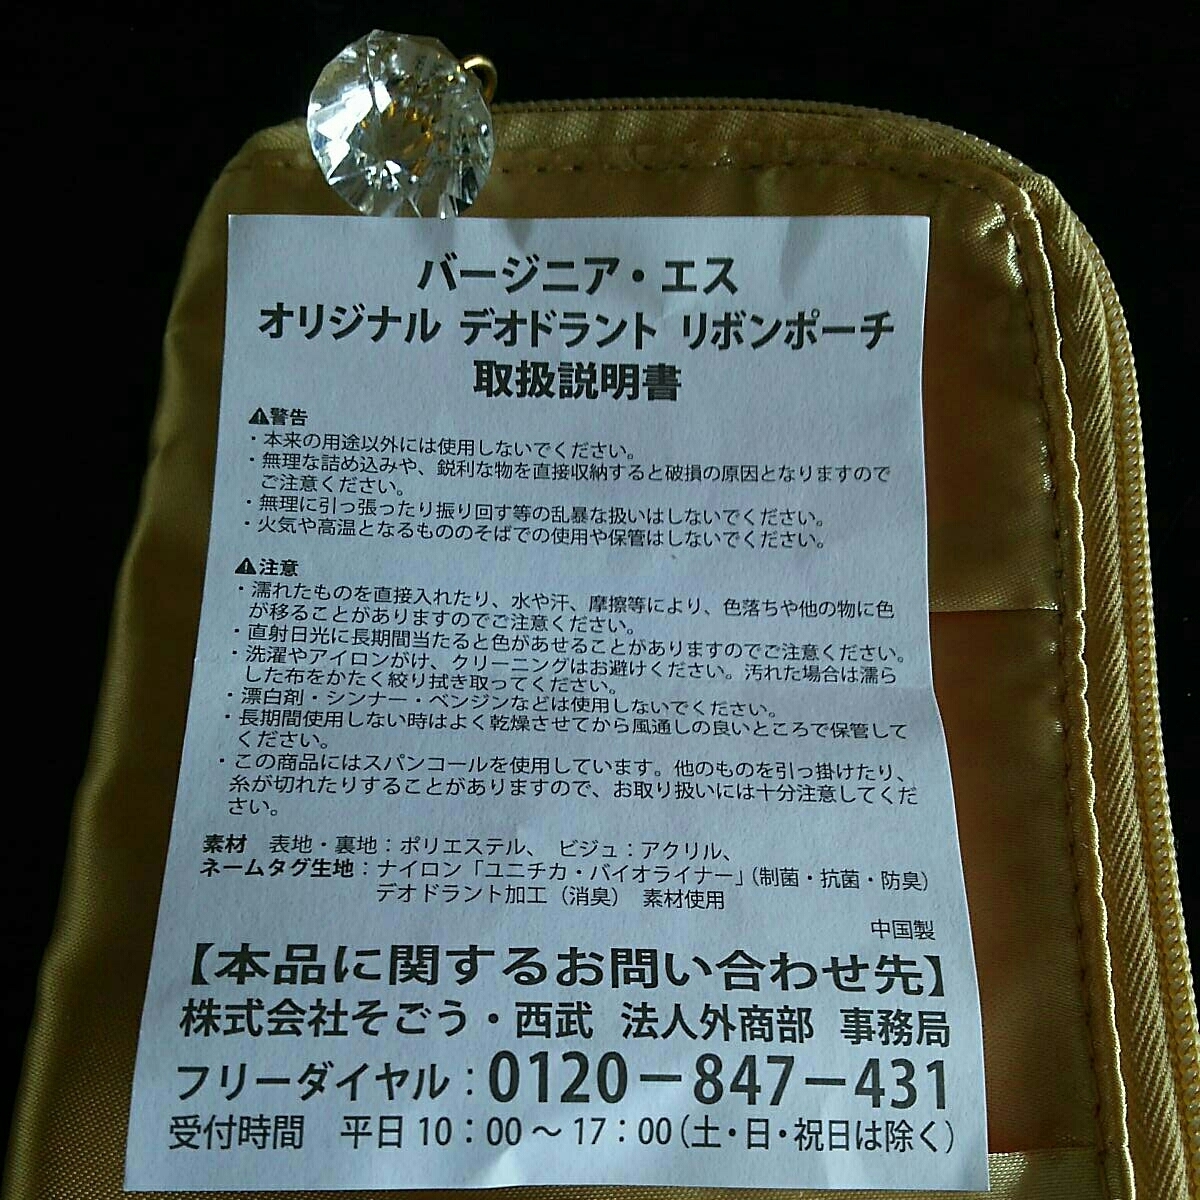 バージニア・エス
オリジナル デオドラント リボンポーチ
取扱説明書
⚠警告
・本来の用途以外には使用しないでください。
・無理な詰め込みや、鋭利な物を直接収納すると破損の原因となりますので
ご注意ください。
・無理に引っ張ったり振り回す等の乱暴な扱いはしないでください。
・火気や高温となるもののそばでの使用や保管はしないでください。
⚠注意
・濡れたものを直接入れたり、水や汗、摩擦等により、色落ちや他の物に色
が移ることがありますのでご注意ください。
・直射日光に長期間当たると色があせることがありますのでご注意ください。
・洗濯やアイロンがけ、クリーニングはお避けください。汚れた場合は濡ら
した布をかたく絞り拭き取ってください。
・漂白剤・シンナー・ベンジンなどは使用しないでください。
・長期間使用しない時はよく乾燥させてから風通しの良いところで保管して
ください。
・この商品にはスパンコールを使用しています。他のものを引っ掛けたり、
糸が切れたりすることがありますので、お取り扱いには十分注意してくだ
さい。
素材 表地・裏地：ポリエステル、 ビジュ：アクリル、
ネームタグ生地：ナイロン「ユニチカ・バイオライナー」（制菌・抗菌・防臭）
デオドラント加工（消臭） 素材使用
中国製
【本品に関するお問い合わせ先】
株式会社そごう・西武 法人外商部 事務局
フリーダイヤル：0120－847－431
受付時間 平日10：00～17：00（土・日・祝日は除く）